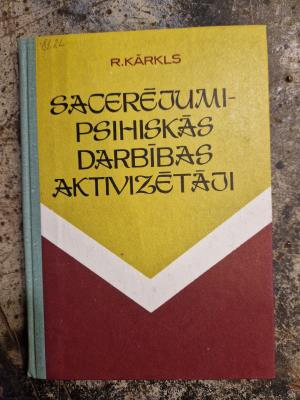 R.KĀRKLS
SACERĒJUMI-
PSIHISKĀS
DARBĪBAS
AKTIVIZĒTĀJI